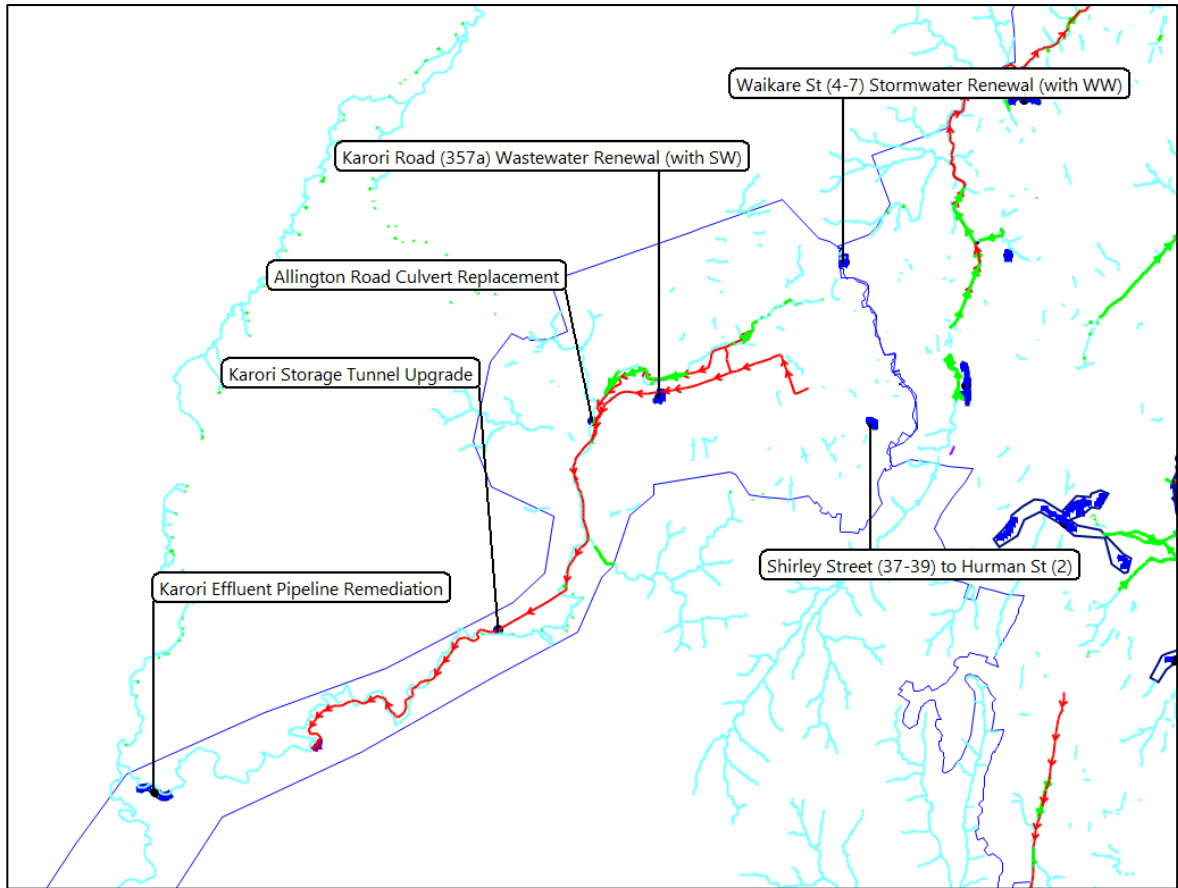 Waikare St (4-7) Stormwater Renewal (with WW)
Karori Road (357a) Wastewater Renewal (with SW)
Allington Road Culvert Replacement
Karori Storage Tunnel Upgrade
Shirley Street (37-39) to Hurman St (2)
Karori Effluent Pipeline Remediation